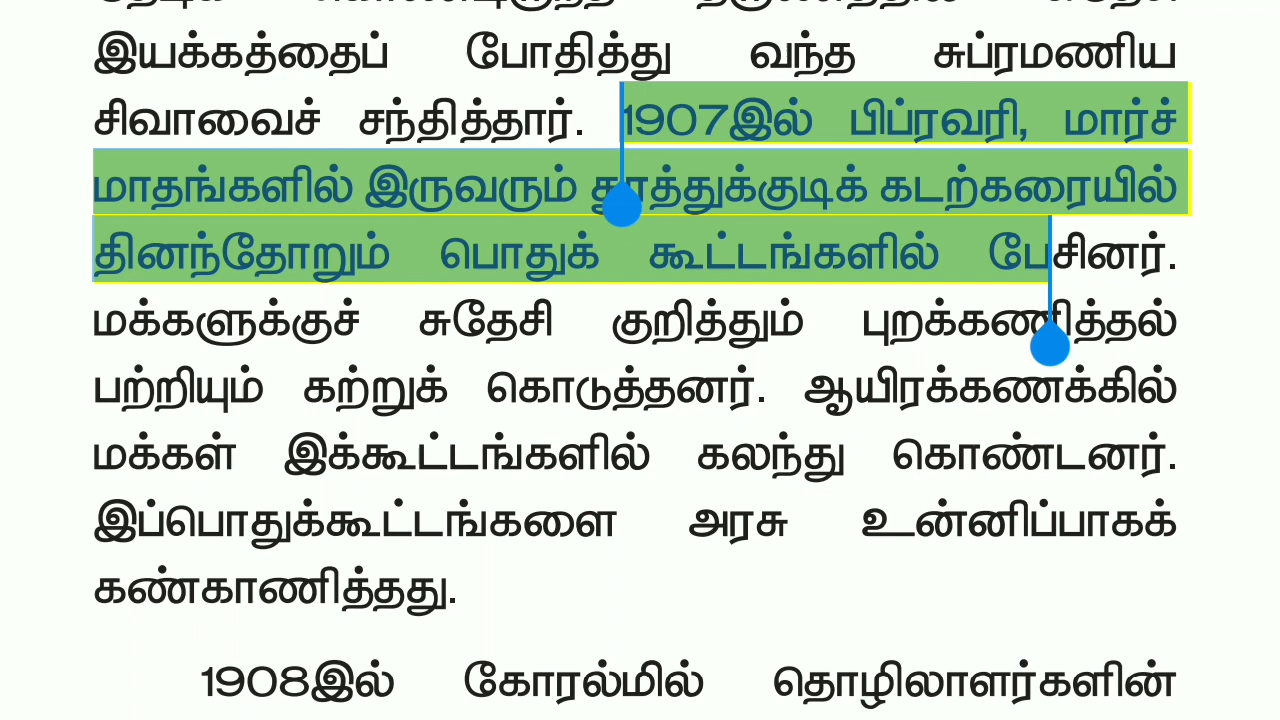 இயக்கத்தைப் போதித்து வந்த சுப்ரமணிய
சிவாவைச் சந்தித்தார். 1907இல் பிப்ரவரி, மார்ச்
மாதங்களில் இருவரும் தூத்துக்குடிக் கடற்கரையில்
தினந்தோறும் பொதுக் கூட்டங்களில் பேசினர்.
மக்களுக்குச் சுதேசி குறித்தும் புறக்கணித்தல்
பற்றியும் கற்றுக் கொடுத்தனர். ஆயிரக்கணக்கில்
மக்கள் இக்கூட்டங்களில் கலந்து கொண்டனர்.
இப்பொதுக்கூட்டங்களை அரசு உன்னிப்பாகக்
கண்காணித்தது.
1908இல் கோரல்மில் தொழிலாளர்களின்